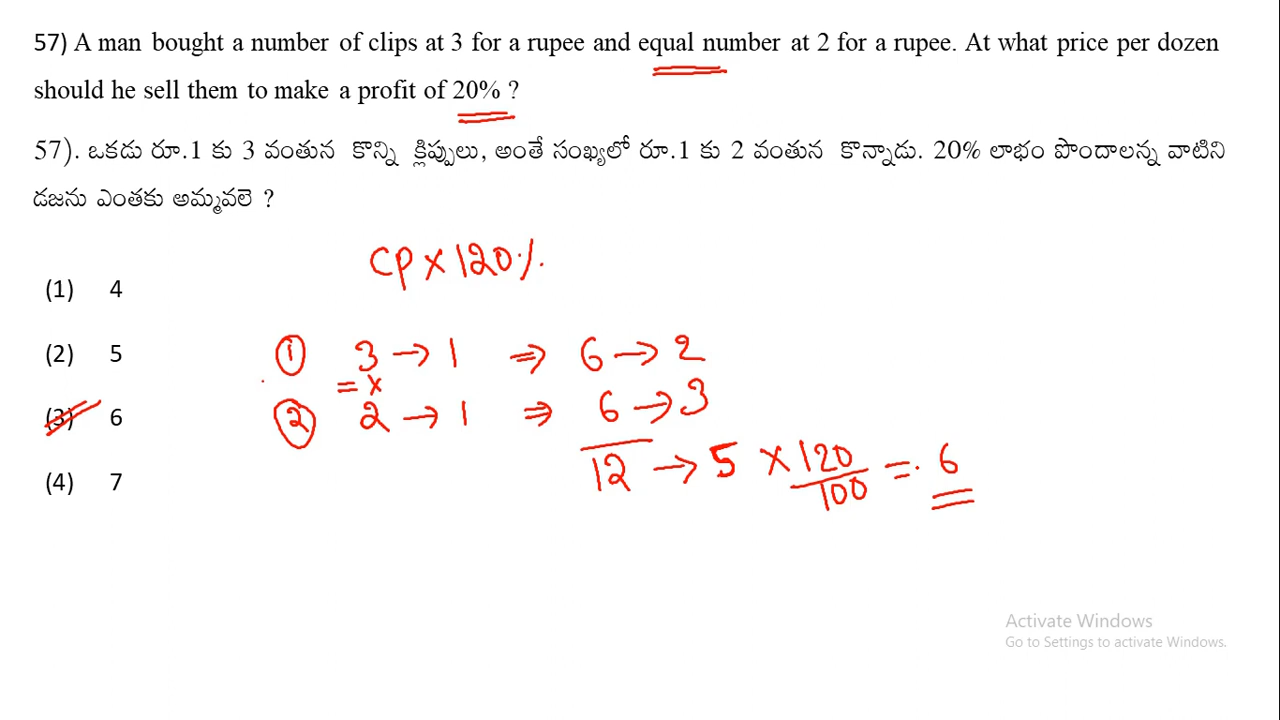 57) A man bought a number of clips at 3 for a rupee and equal number at 2 for a rupee. At what price per dozen
should he sell them to make a profit of 20% ?
57). ఒకడు రూ.1 కు 3 వంతున కొన్ని క్లిప్పులు, అంతే సంఖ్యలో రూ.1 కు 2 వంతున కొన్నాడు. 20% లాభం పొందాలన్న వాటిని
డజను ఎంతకు అమ్మవలె ?
CP × 120%
(1) 4
(2) 5
① 3 → 1 ⇒ 6 → 2
= ×
(3) 6
② 2 → 1 ⇒ 6 → 3
12 → 5 × 120/100 = 6
(4) 7
Activate Windows
Go to Settings to activate Windows.